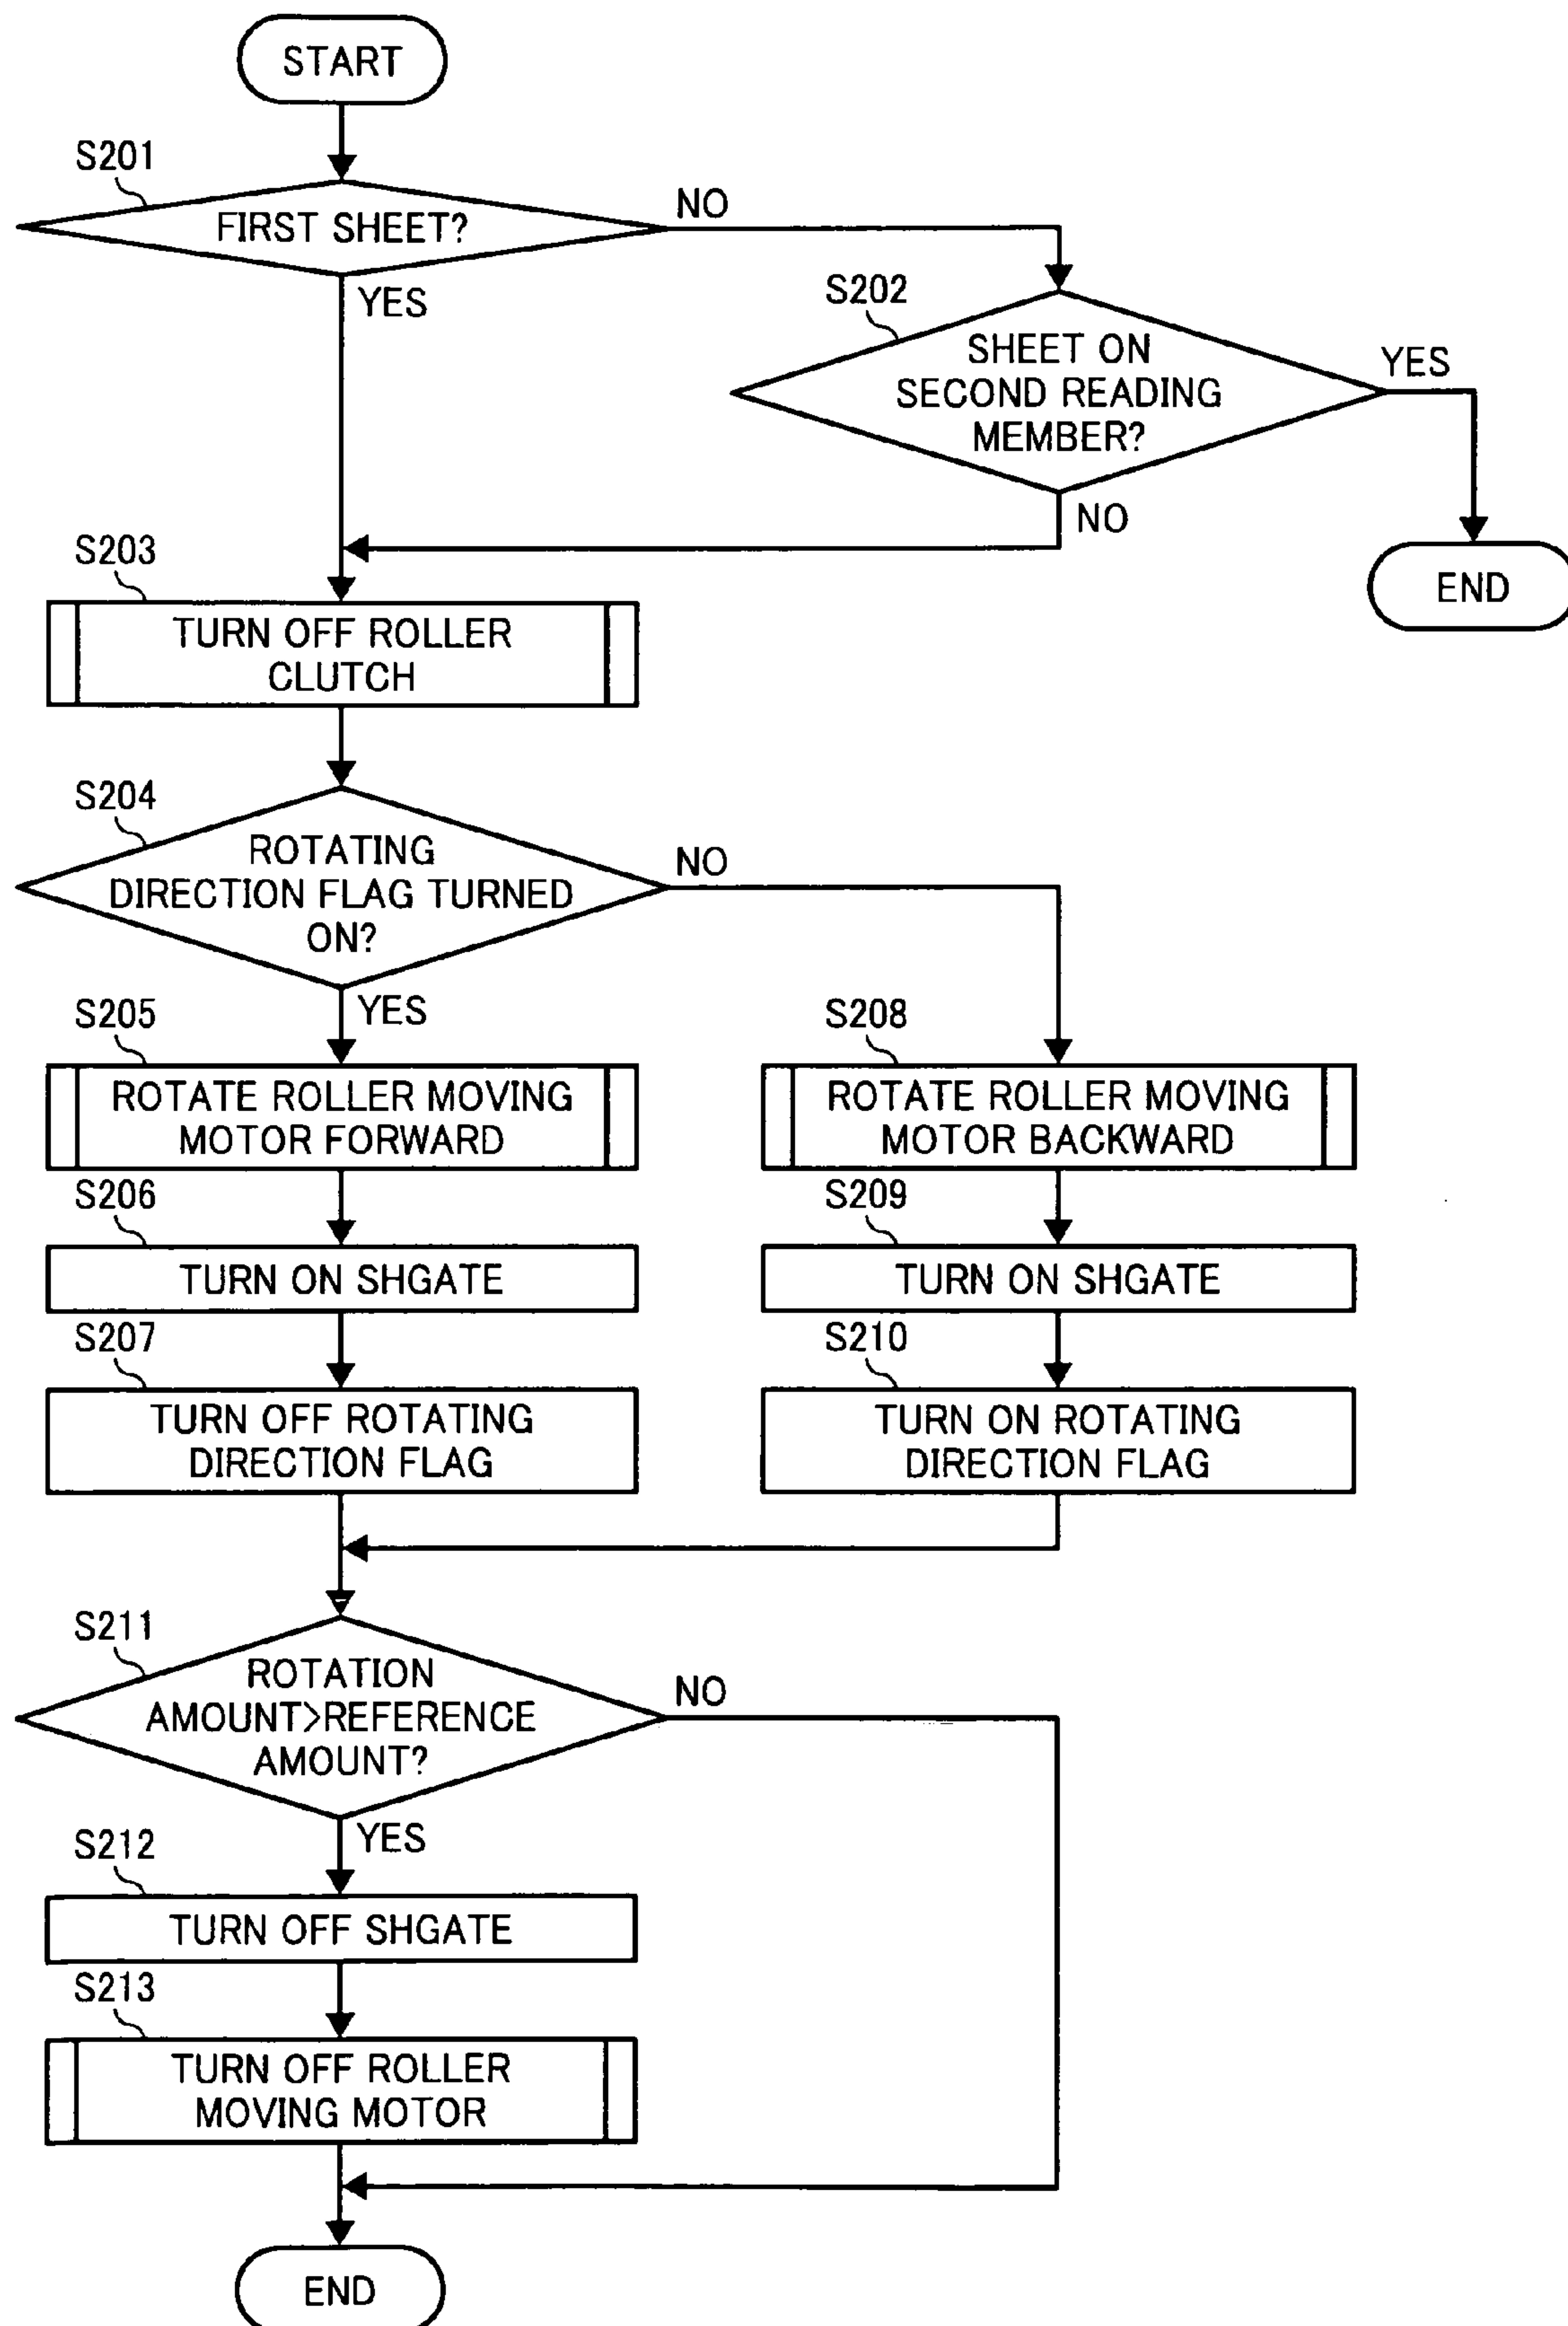 START
S201
FIRST SHEET?
NO
YES
S202
SHEET ON
SECOND READING
MEMBER?
YES
NO
END
S203
TURN OFF ROLLER
CLUTCH
S204
ROTATING
DIRECTION FLAG TURNED
ON?
NO
YES
S205
ROTATE ROLLER MOVING
MOTOR FORWARD
S208
ROTATE ROLLER MOVING
MOTOR BACKWARD
S206
TURN ON SHGATE
S209
TURN ON SHGATE
S207
TURN OFF ROTATING
DIRECTION FLAG
S210
TURN ON ROTATING
DIRECTION FLAG
S211
ROTATION
AMOUNT>REFERENCE
AMOUNT?
NO
YES
S212
TURN OFF SHGATE
S213
TURN OFF ROLLER
MOVING MOTOR
END